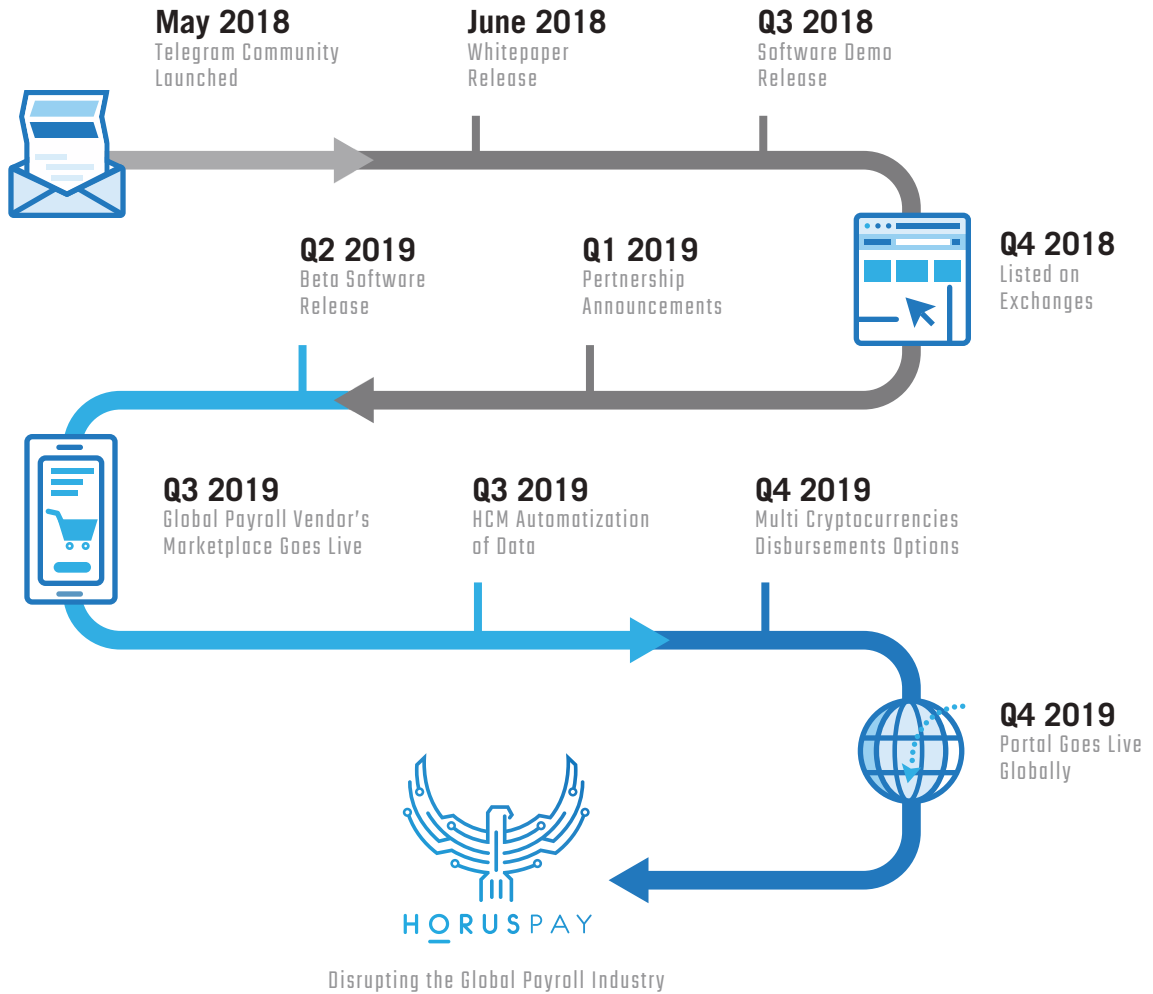 May 2018
Telegram Community
Launched
June 2018
Whitepaper
Release
Q3 2018
Software Demo
Release
Q4 2018
Listed on
Exchanges
Q1 2019
Pertnership
Announcements
Q2 2019
Beta Software
Release
Q3 2019
Global Payroll Vendor's
Marketplace Goes Live
Q3 2019
HCM Automatization
of Data
Q4 2019
Multi Cryptocurrencies
Disbursements Options
Q4 2019
Portal Goes Live
Globally
HORUSPAY
Disrupting the Global Payroll Industry